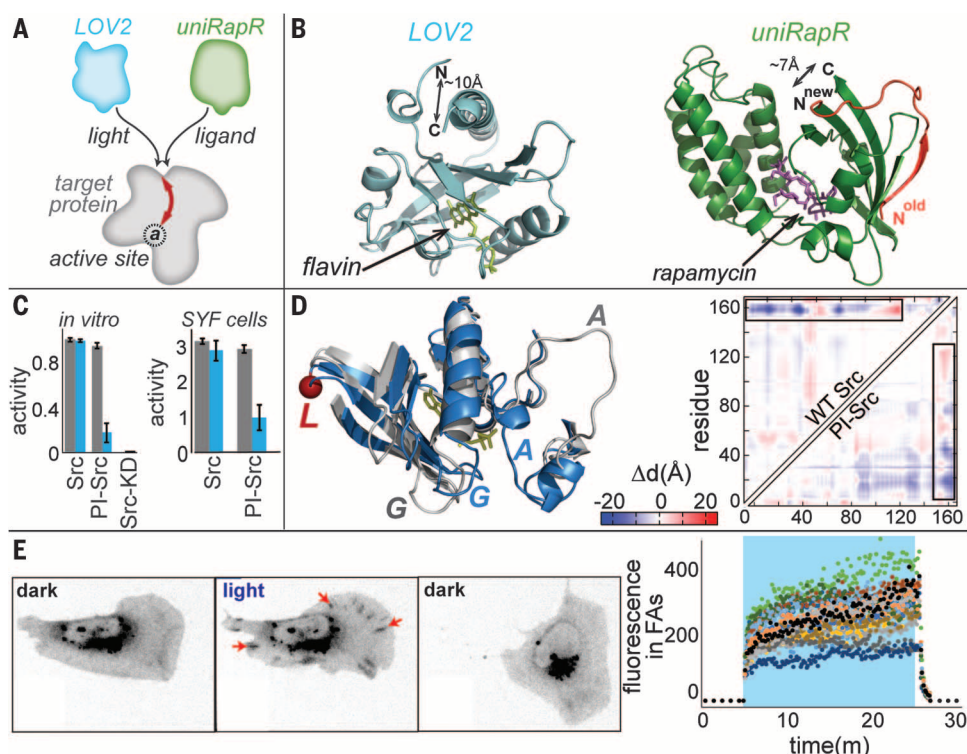 A
LOV2
uniRapR
light
ligand
target
protein
a
active site
B
LOV2
uniRapR
N
~10Å
C
flavin
~7Å
C
N new
N old
rapamycin
C
in vitro
SYF cells
activity
0.8
0.4
0
Src
PI-Src
Src-KD
activity
3
2
1
0
Src
PI-Src
D
L
G
G
A
A
Δd(Å)
-20 0 20
residue
160
120
80
40
0
WT Src
PI-Src
0 40 80 120 160
E
dark
light
dark
fluorescence
in FAs
400
200
0
10 20 30
time(m)